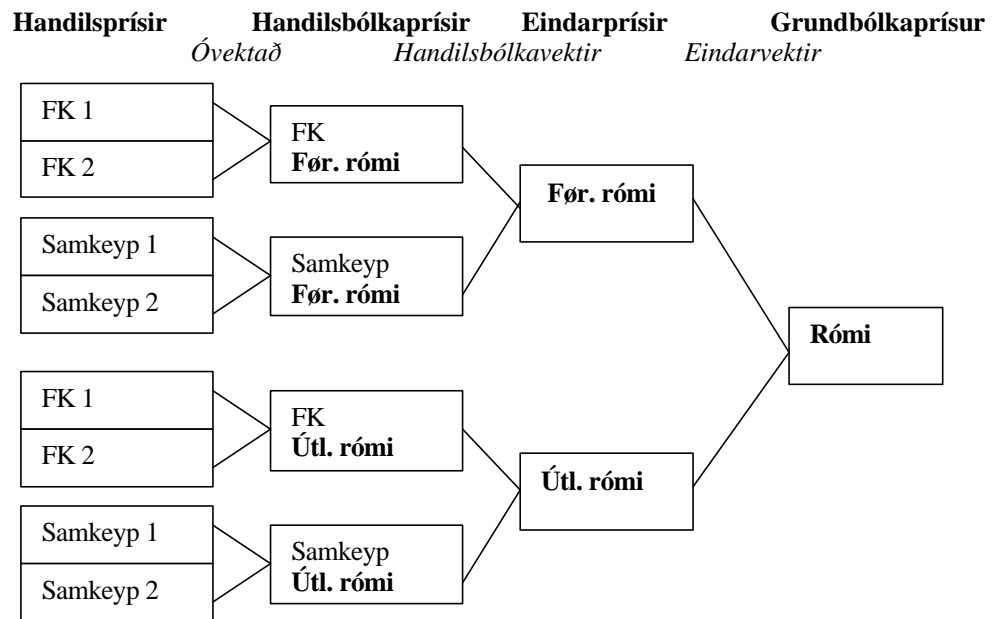 Handilsprísir Handilsbólkaprísir Eindarprísir Grundbólkaprísur
Óvektað Handilsbólkavektir Eindarvektir
FK 1
FK 2
FK
Før. rómi
Samkeyp 1
Samkeyp 2
Samkeyp
Før. rómi
Før. rómi
FK 1
FK 2
FK
Útl. rómi
Samkeyp 1
Samkeyp 2
Samkeyp
Útl. rómi
Útl. rómi
Rómi